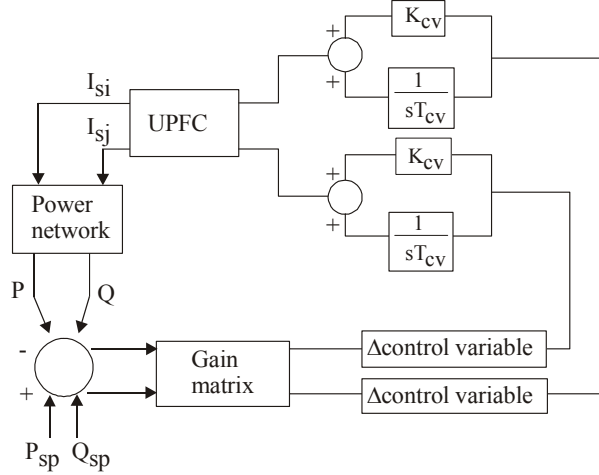 +
K_cv
+
1
sT_cv
I_si
I_sj
UPFC
+
K_cv
+
1
sT_cv
Power
network
P
Q
-
+
Gain
matrix
Δcontrol variable
Δcontrol variable
P_sp
Q_sp